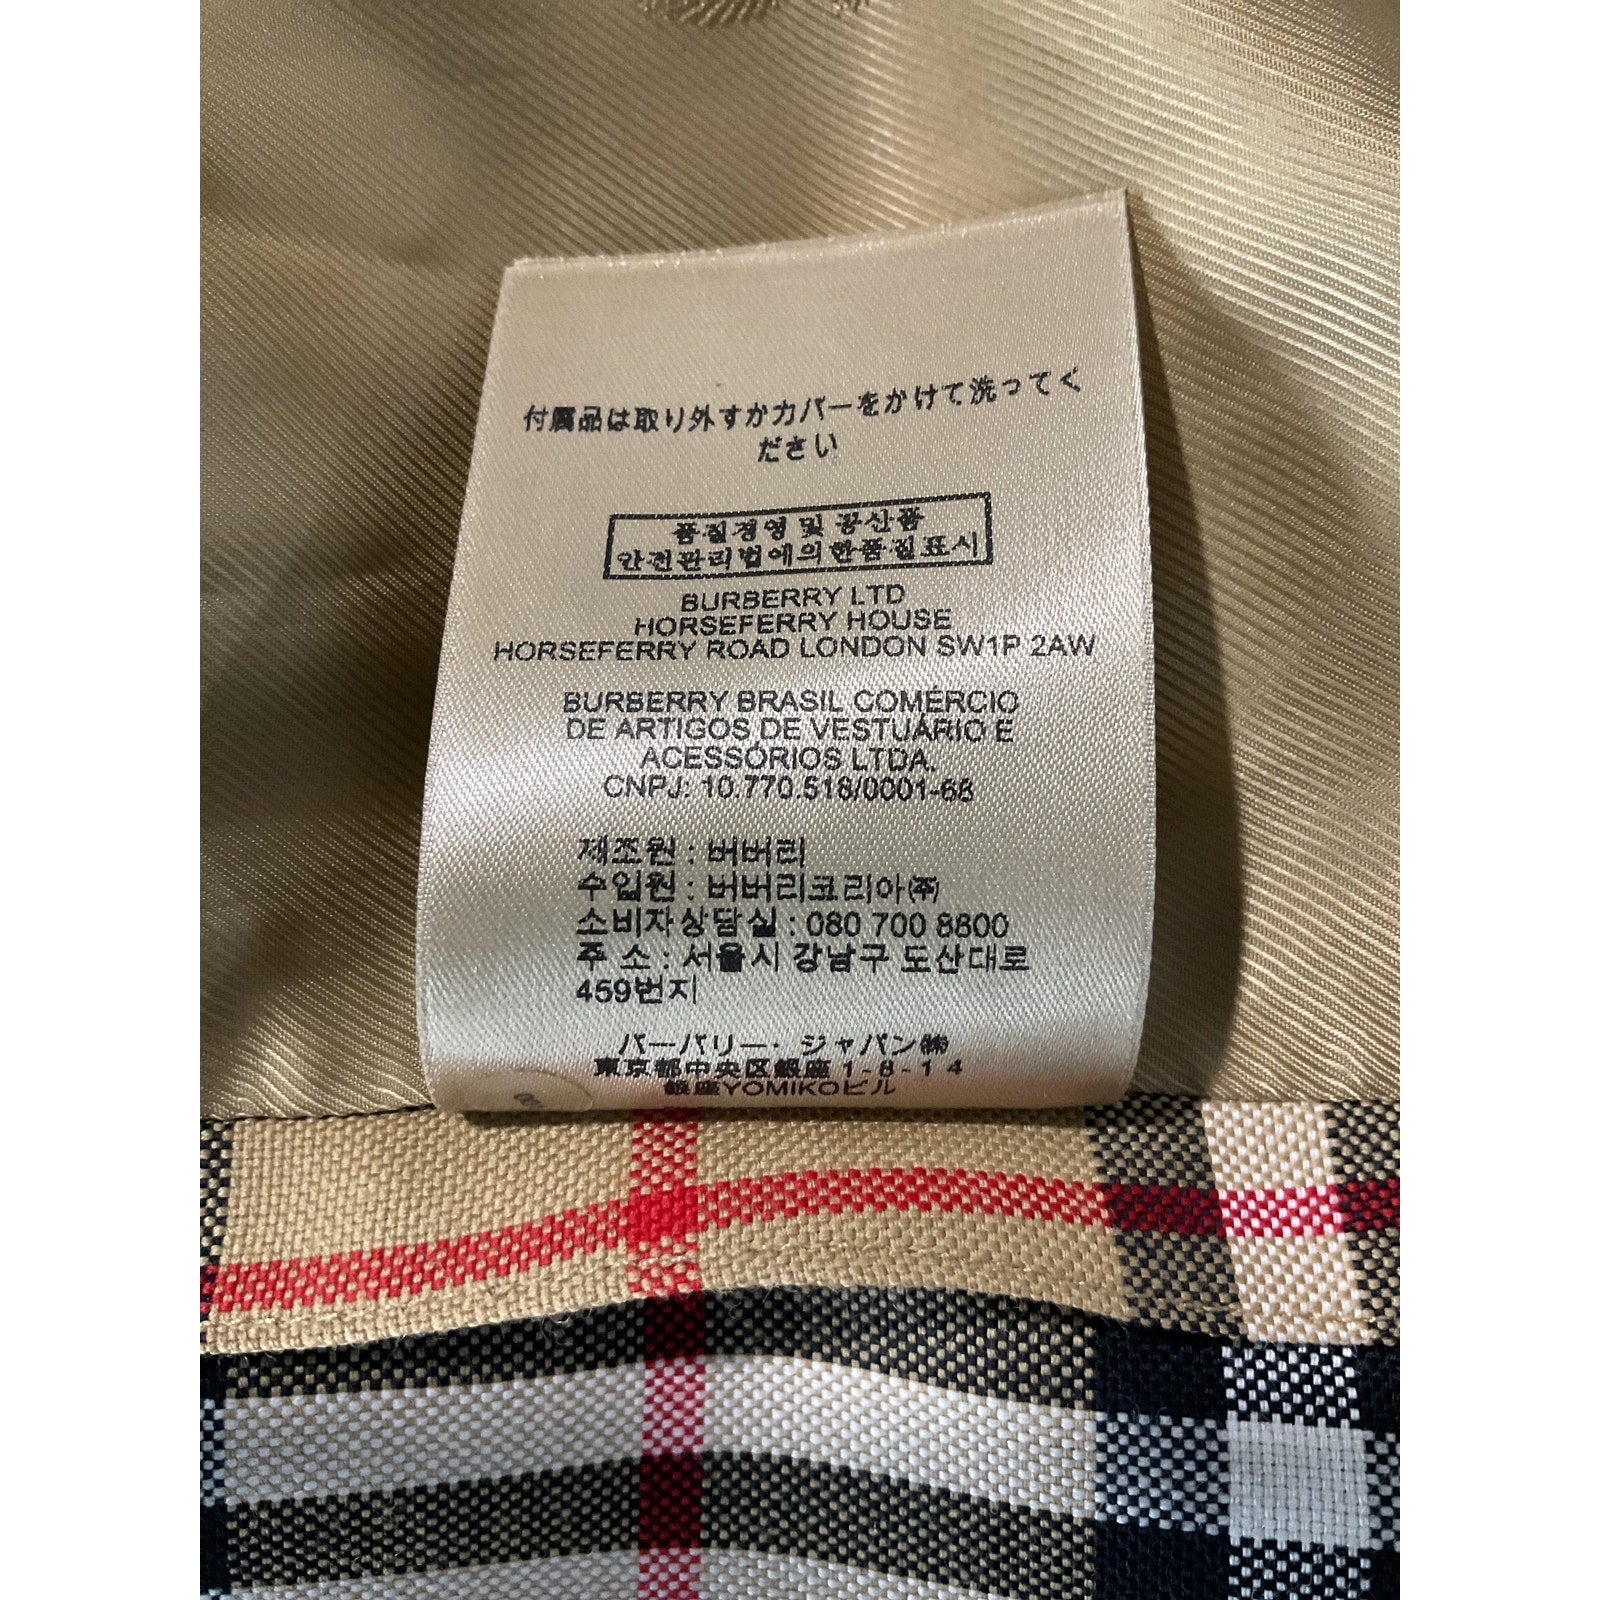 付属品は取り外すかカバーをかけて洗ってく
ださい
품질경영 및 공산품
안전관리법에의한품질표시
BURBERRY LTD
HORSEFERRY HOUSE
HORSEFERRY ROAD LONDON SW1P 2AW
BURBERRY BRASIL COMÉRCIO
DE ARTIGOS DE VESTUÁRIO E
ACESSÓRIOS LTDA.
CNPJ: 10.770.518/0001-68
제조원 : 버버리
수입원 : 버버리코리아㈜
소비자상담실 : 080 700 8800
주 소 : 서울시 강남구 도산대로
459번지
バーバリー・ジャパン㈱
東京都中央区銀座1-8-14
銀座YOMIKOビル